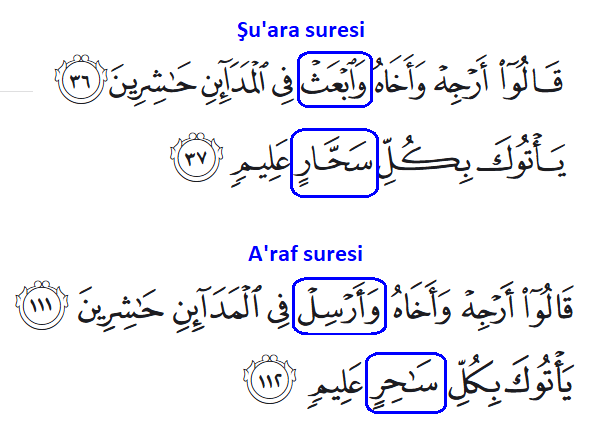 Şu'ara suresi
قَالُوٓا۟ أَرْجِهْ وَأَخَاهُ وَٱبْعَثْ فِى ٱلْمَدَآئِنِ حَـٰشِرِينَ ٣٦
يَأْتُوكَ بِكُلِّ سَحَّارٍ عَلِيمٍ ٣٧
A'raf suresi
قَالُوٓا۟ أَرْجِهْ وَأَخَاهُ وَأَرْسِلْ فِى ٱلْمَدَآئِنِ حَـٰشِرِينَ ١١١
يَأْتُوكَ بِكُلِّ سَـٰحِرٍ عَلِيمٍ ١١٢